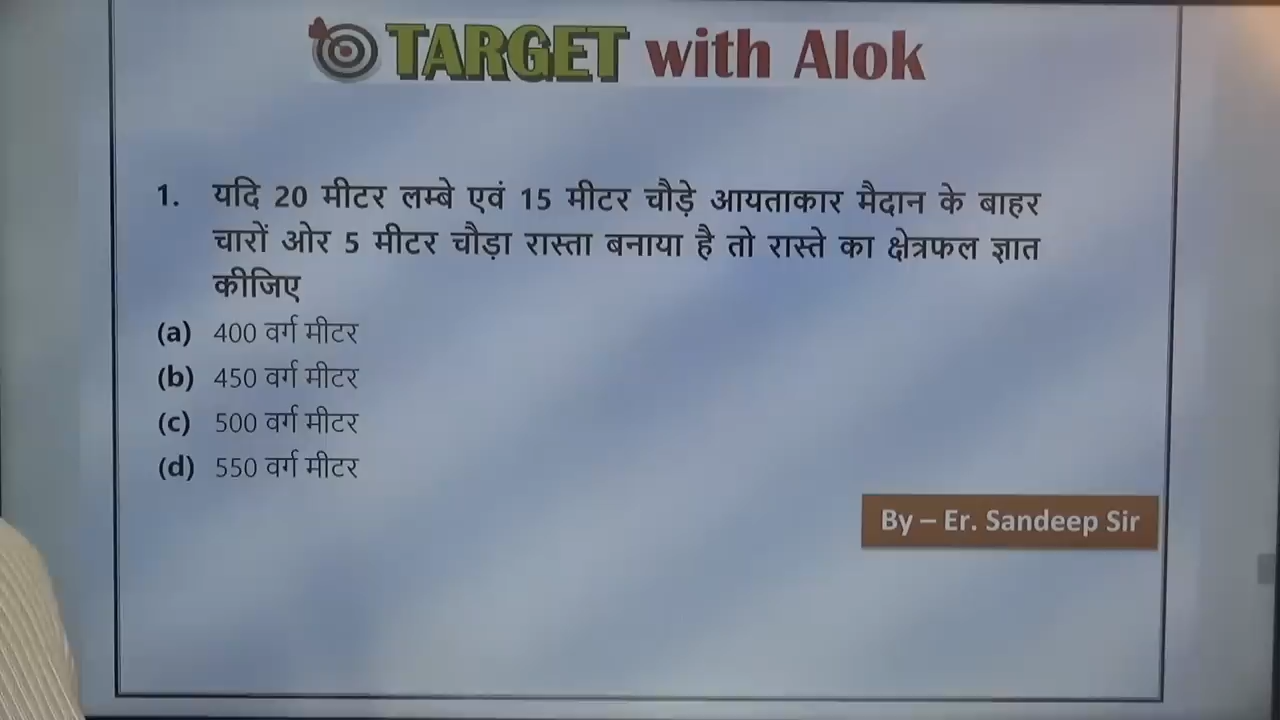 TARGET with Alok
1. यदि 20 मीटर लम्बे एवं 15 मीटर चौड़े आयताकार मैदान के बाहर
चारों ओर 5 मीटर चौड़ा रास्ता बनाया है तो रास्ते का क्षेत्रफल ज्ञात
कीजिए
(a) 400 वर्ग मीटर
(b) 450 वर्ग मीटर
(c) 500 वर्ग मीटर
(d) 550 वर्ग मीटर
By – Er. Sandeep Sir